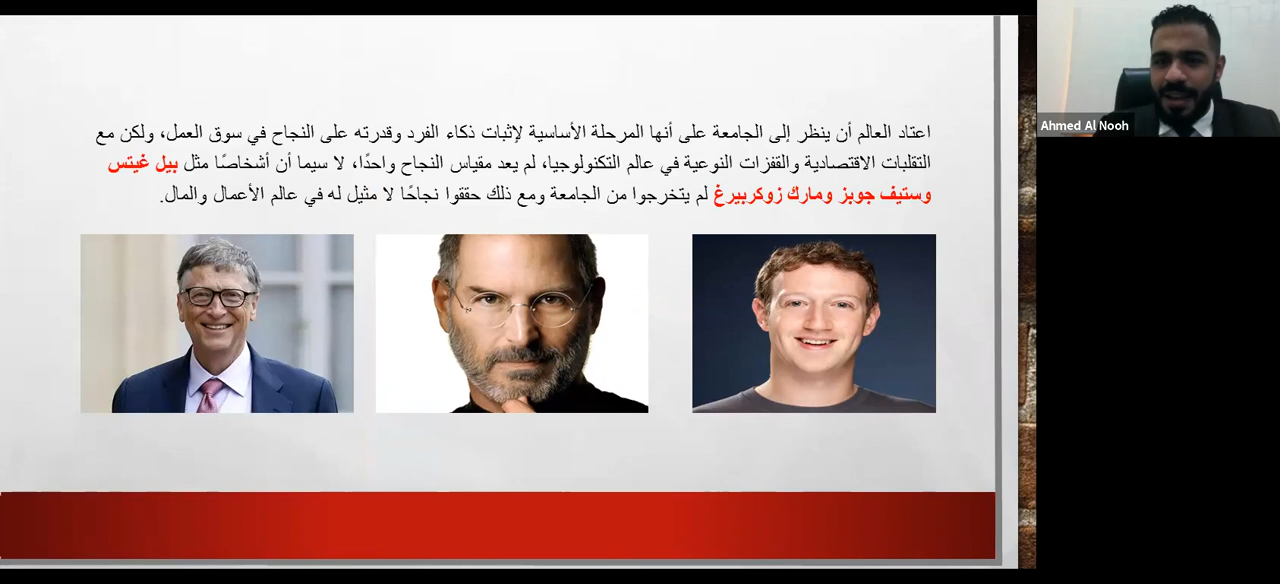 اعتاد العالم أن ينظر إلى الجامعة على أنها المرحلة الأساسية لإثبات ذكاء الفرد وقدرته على النجاح في سوق العمل، ولكن مع
التقلبات الاقتصادية والقفزات النوعية في عالم التكنولوجيا، لم يعد مقياس النجاح واحدًا، لا سيما أن أشخاصًا مثل بيل غيتس
وستيف جوبز ومارك زوكربيرغ لم يتخرجوا من الجامعة ومع ذلك حققوا نجاحًا لا مثيل له في عالم الأعمال والمال.
Ahmed Al Nooh